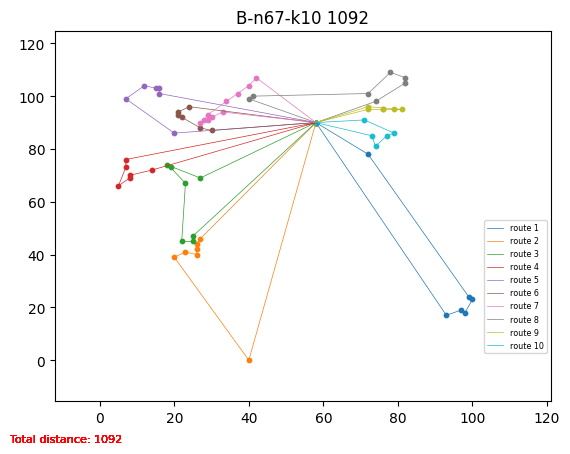 B-n67-k10 1092
120
100
80
60
40
20
0
0 20 40 60 80 100 120
route 1
route 2
route 3
route 4
route 5
route 6
route 7
route 8
route 9
route 10
Total distance: 1092